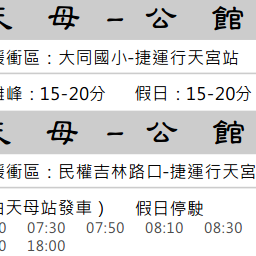 天 母 – 公 館
緩衝區：大同國小-捷運行天宮站
離峰：15-20分 假日：15-20分
天 母 – 公 館
緩衝區：民權吉林路口-捷運行天宮
由天母站發車） 假日停駛
07:30 07:50 08:10 08:30
18:00